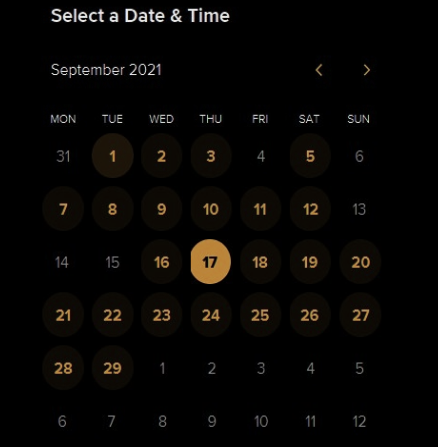 Select a Date & Time
September 2021
MON TUE WED THU FRI SAT SUN
31 1 2 3 4 5 6
7 8 9 10 11 12 13
14 15 16 17 18 19 20
21 22 23 24 25 26 27
28 29 1 2 3 4 5
6 7 8 9 10 11 12